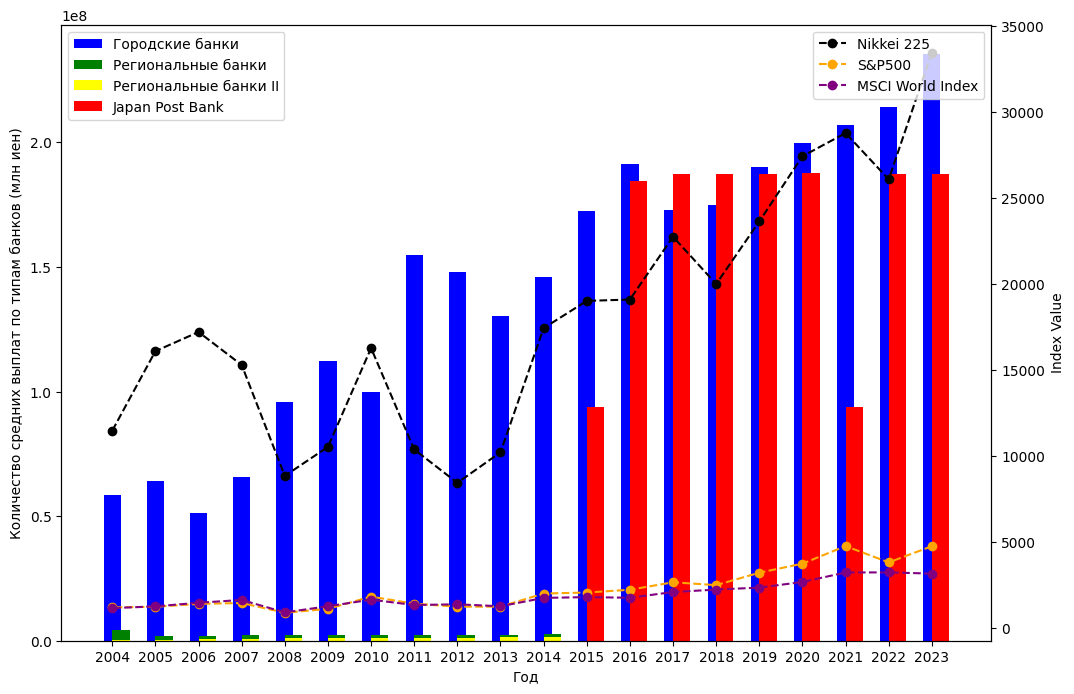 1e8
Городские банки
Региональные банки
Региональные банки II
Japan Post Bank
Nikkei 225
S&P500
MSCI World Index
Количество средних выплат по типам банков (млн иен)
2.0
1.5
1.0
0.5
0.0
35000
30000
25000
20000
15000
10000
5000
0
Index Value
2004 2005 2006 2007 2008 2009 2010 2011 2012 2013 2014 2015 2016 2017 2018 2019 2020 2021 2022 2023
Год